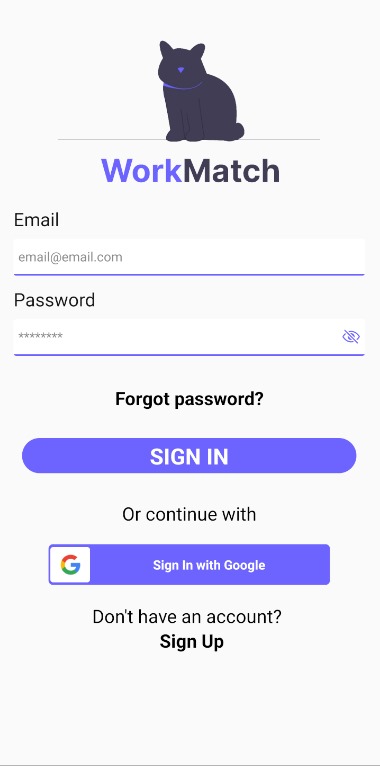 WorkMatch
Email
email@email.com
Password
********
Forgot password?
SIGN IN
Or continue with
G Sign In with Google
Don't have an account?
Sign Up